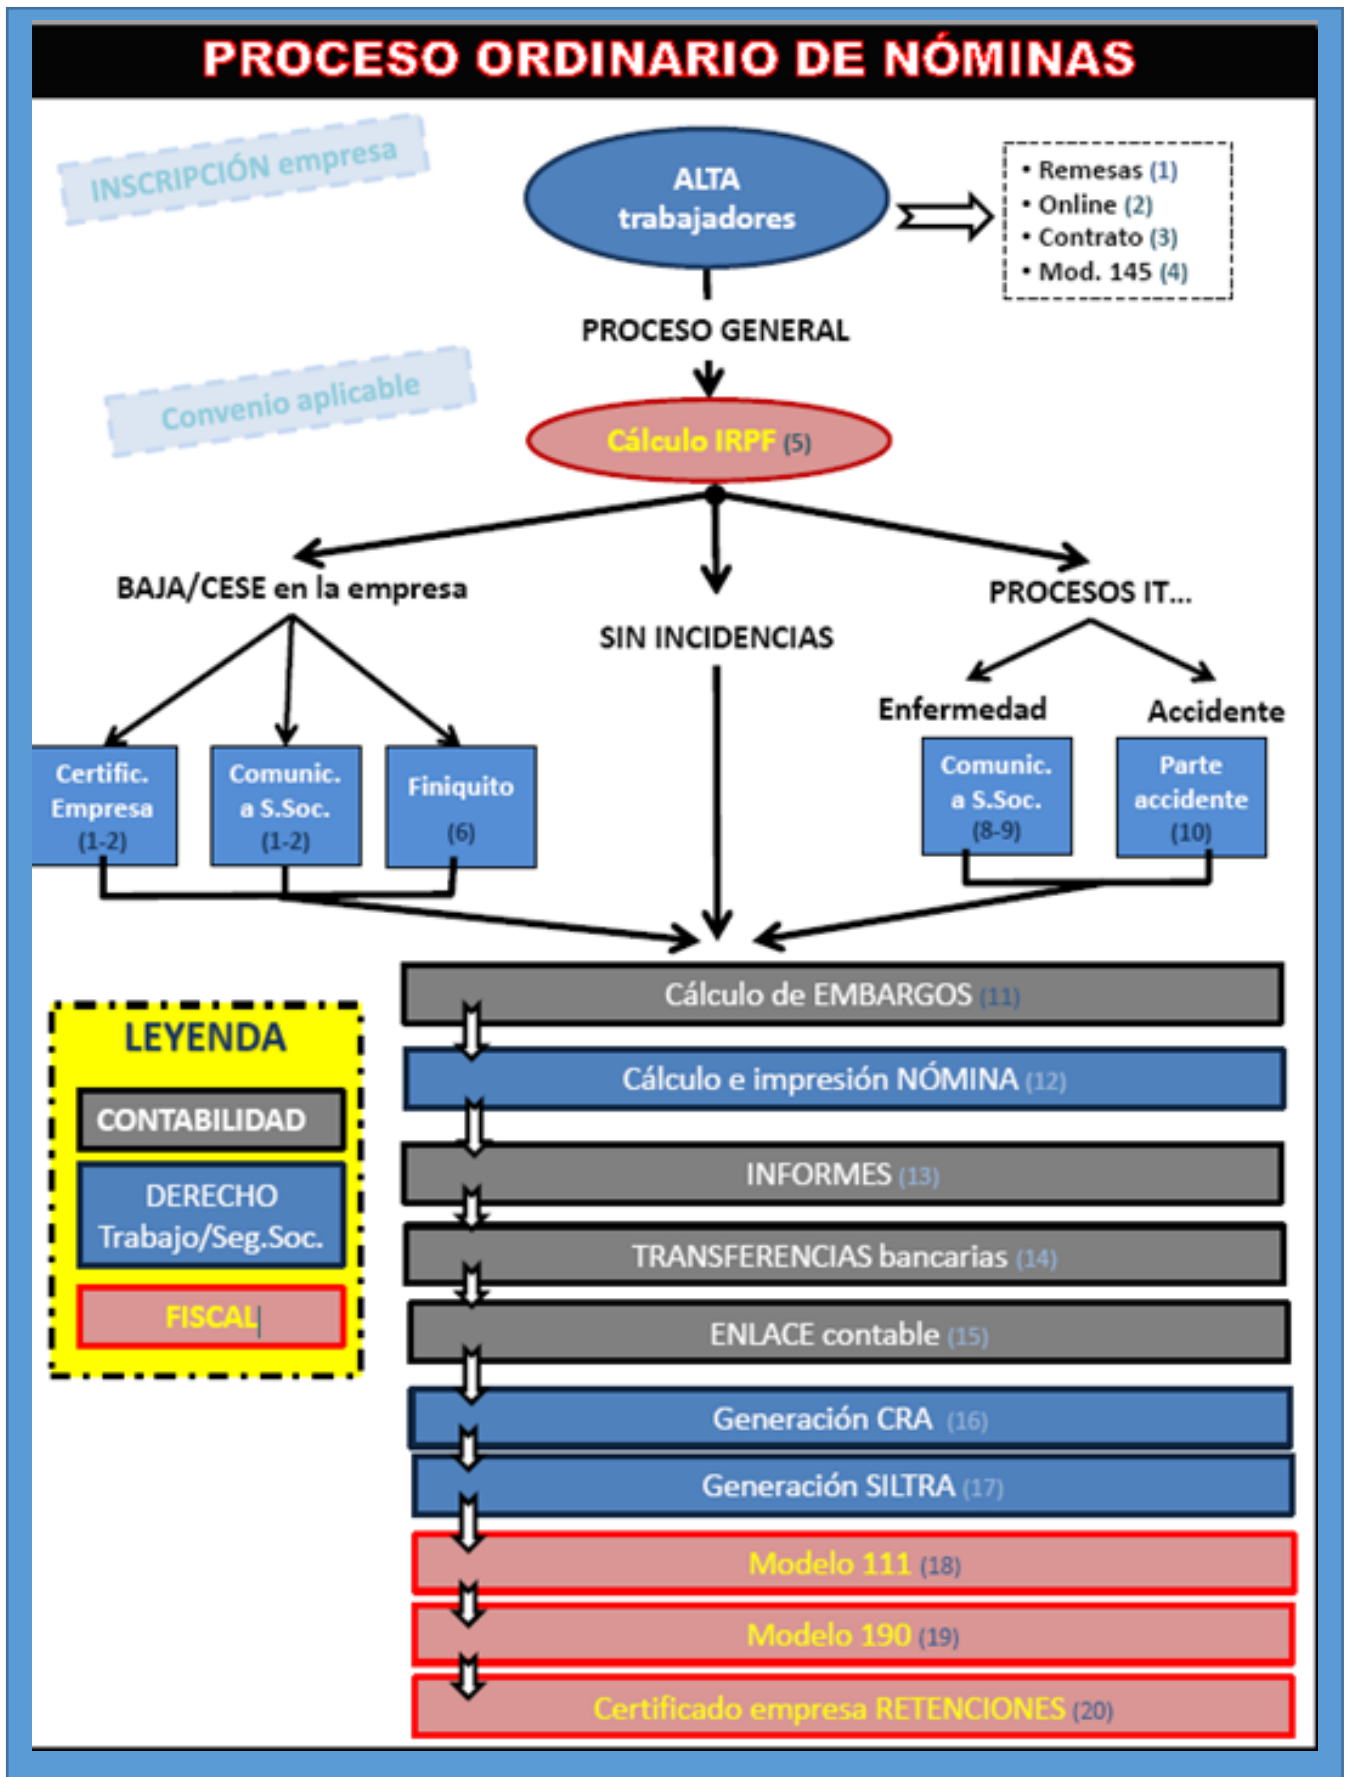 PROCESO ORDINARIO DE NÓMINAS
INSCRIPCIÓN empresa
ALTA
trabajadores
• Remesas (1)
• Online (2)
• Contrato (3)
• Mod. 145 (4)
PROCESO GENERAL
Convenio aplicable
Cálculo IRPF (5)
BAJA/CESE en la empresa
SIN INCIDENCIAS
PROCESOS IT...
Enfermedad
Accidente
Certific.
Empresa
(1-2)
Comunic.
a S.Soc.
(1-2)
Finiquito
(6)
Comunic.
a S.Soc.
(8-9)
Parte
accidente
(10)
LEYENDA
CONTABILIDAD
DERECHO
Trabajo/Seg.Soc.
FISCAL
Cálculo de EMBARGOS (11)
Cálculo e impresión NÓMINA (12)
INFORMES (13)
TRANSFERENCIAS bancarias (14)
ENLACE contable (15)
Generación CRA (16)
Generación SILTRA (17)
Modelo 111 (18)
Modelo 190 (19)
Certificado empresa RETENCIONES (20)